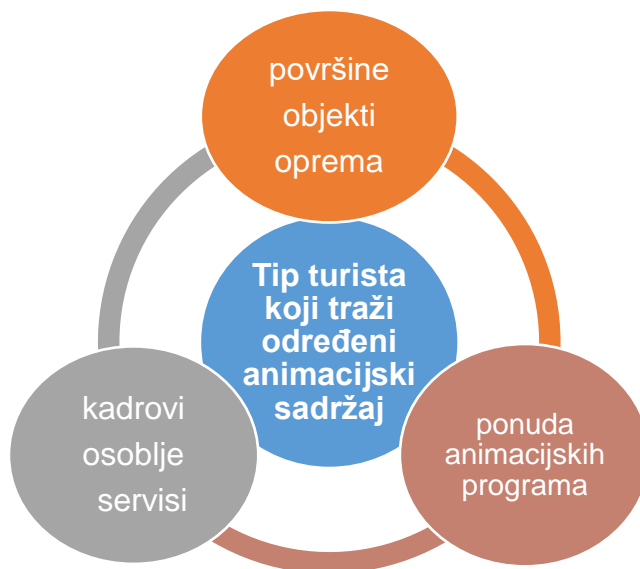 površine
objekti
oprema
Tip turista
koji traži
određeni
animacijski
sadržaj
kadrovi
osoblje
servisi
ponuda
animacijskih
programa